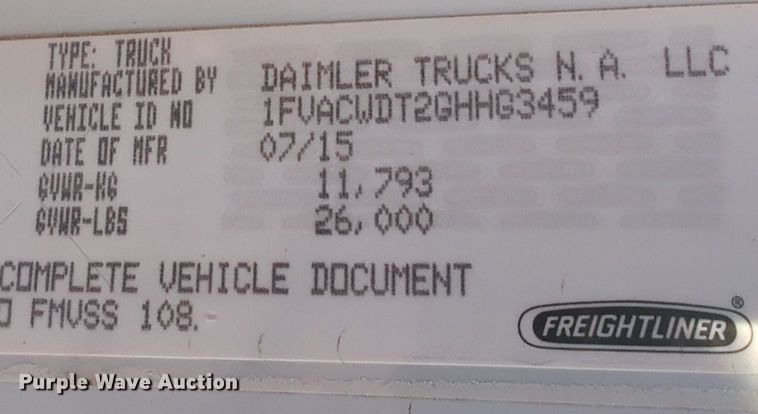 TYPE: TRUCK
MANUFACTURED BY DAIMLER TRUCKS N. A. LLC
VEHICLE ID NO 1FVACWDT2GHHG3459
DATE OF MFR 07/15
GVWR-KG 11,793
GVWR-LBS 26,000
COMPLETE VEHICLE DOCUMENT
O FMVSS 108.
FREIGHTLINER®
Purple Wave Auction